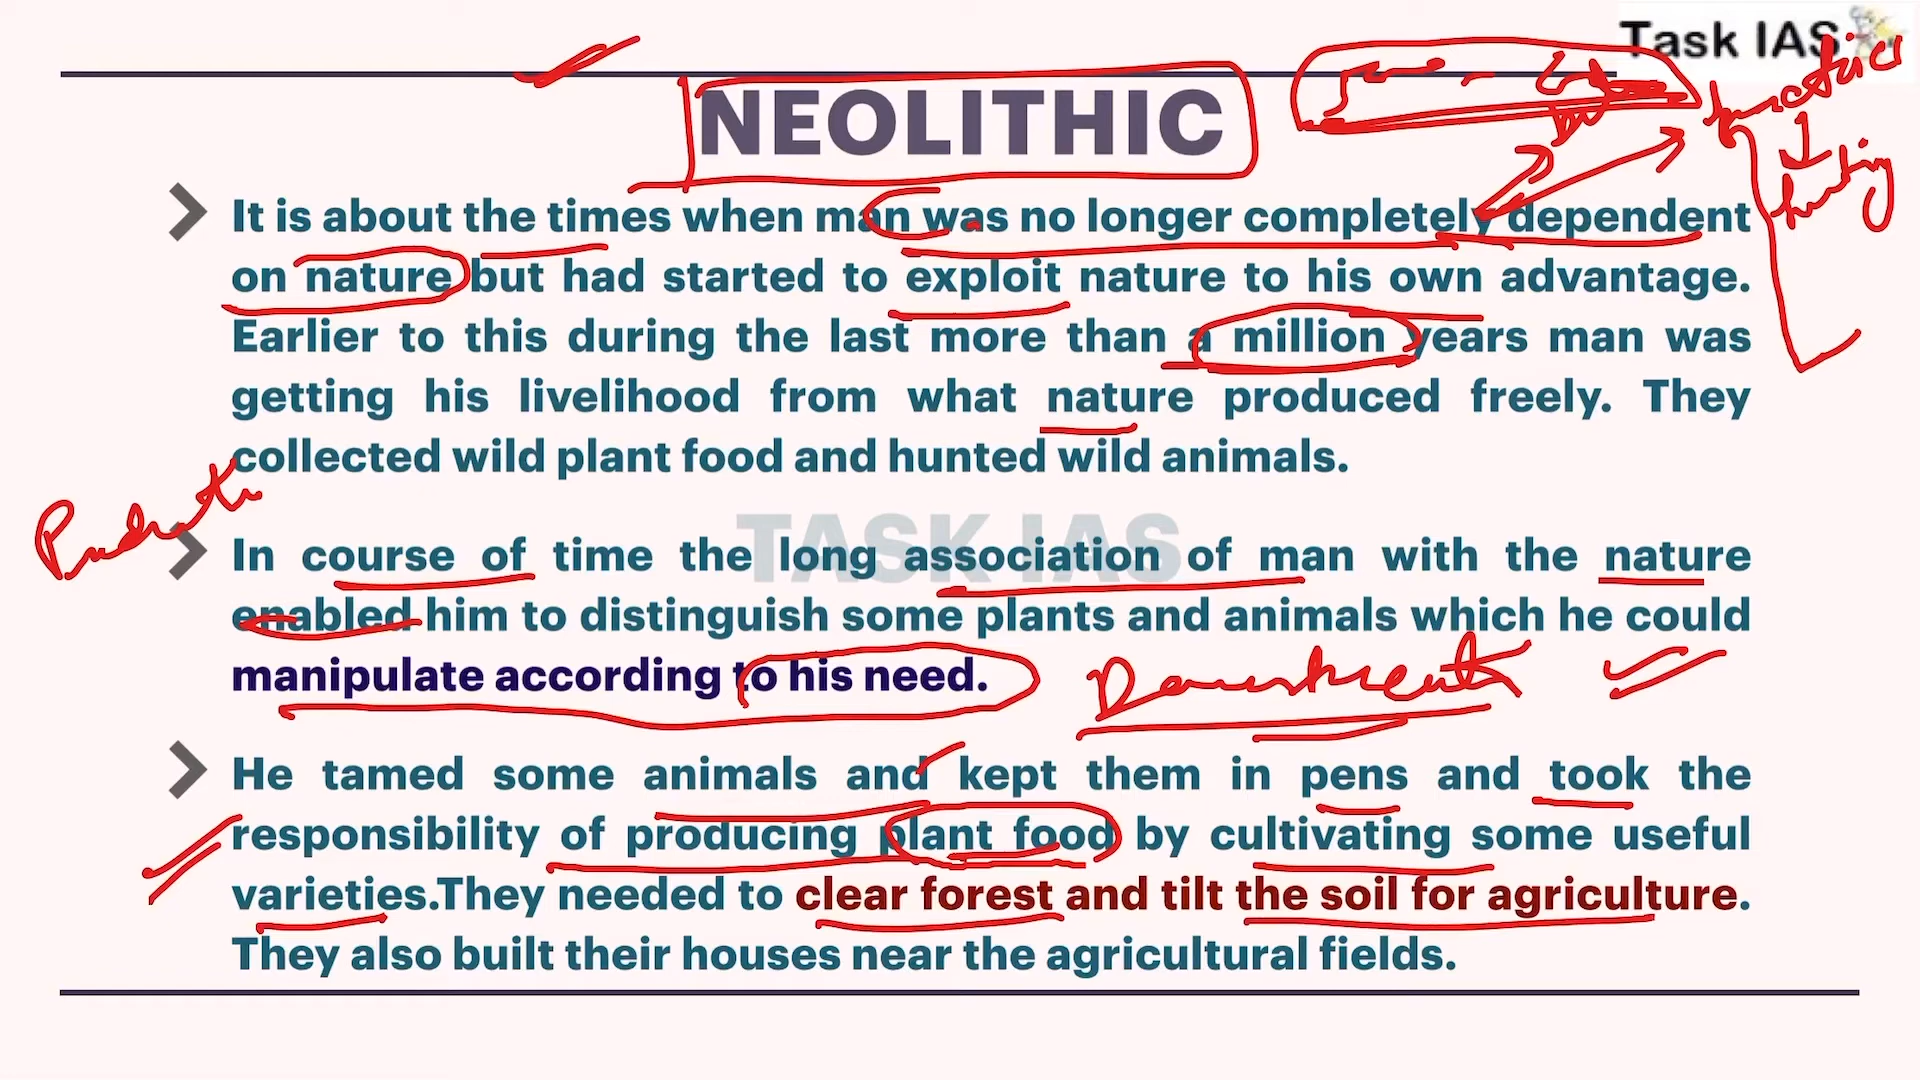 Task IAS
NEOLITHIC
It is about the times when man was no longer completely dependent
on nature but had started to exploit nature to his own advantage.
Earlier to this during the last more than a million years man was
getting his livelihood from what nature produced freely. They
collected wild plant food and hunted wild animals.
TASK IAS
In course of time the long association of man with the nature
enabled him to distinguish some plants and animals which he could
manipulate according to his need.
He tamed some animals and kept them in pens and took the
responsibility of producing plant food by cultivating some useful
varieties.They needed to clear forest and tilt the soil for agriculture.
They also built their houses near the agricultural fields.